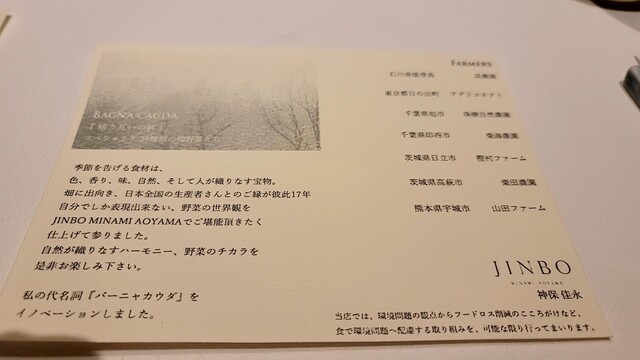 BAGNA CAUDA
季節を告げる食材は、
色、香り、味、自然、そして人が織りなす宝物。
畑に出向き、日本全国の生産者さんとのご縁が彼此17年
自分でしか表現出来ない、野菜の世界観を
JINBO MINAMI AOYAMAでご堪能頂きたく
仕上げて参りました。
自然が織りなすハーモニー、野菜のチカラを
是非お楽しみ下さい。
私の代名詞『バーニャカウダ』を
イノベーションしました。
FARMERS
石川県能登島 高農園
東京都日の出町 アグリコネクト
千葉県旭市
千葉県印西市 柴海農園
茨城県日立市 樫村ファーム
茨城県高萩市 柴田農園
熊本県宇城市 山田ファーム
JINBO
MINAMI AOYAMA
神保 佳永
当店では、環境問題の観点からフードロス削減のこころがけなど、
食で環境問題へ配慮する取り組みを、可能な限り行ってまいります。